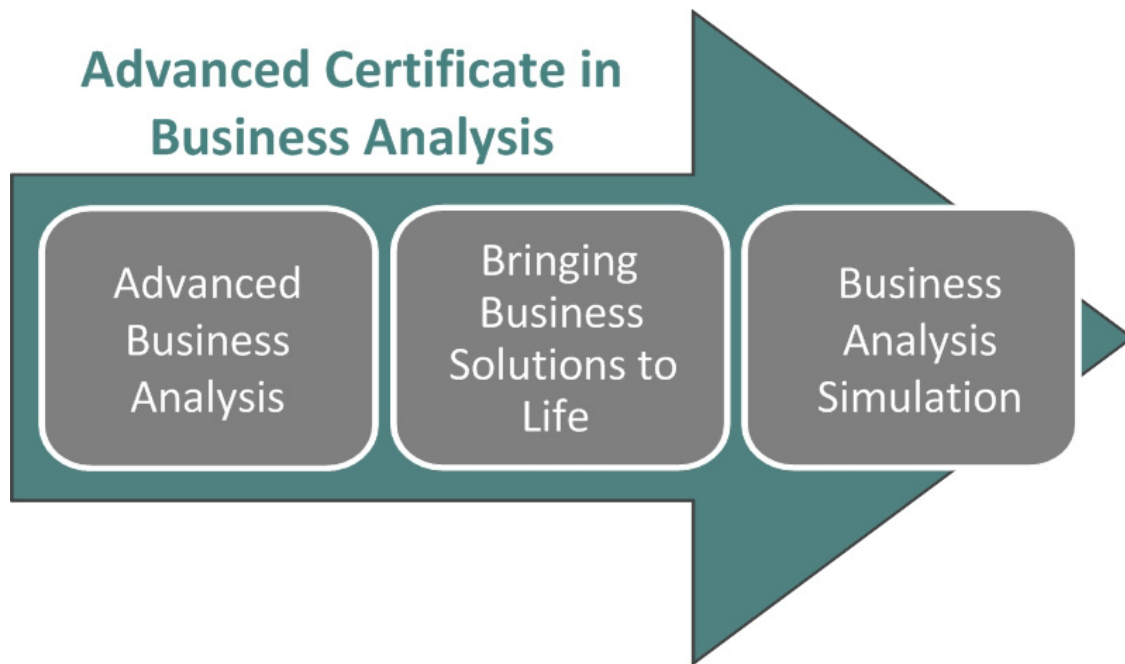 Advanced Certificate in
Business Analysis
Advanced
Business
Analysis
Bringing
Business
Solutions to
Life
Business
Analysis
Simulation